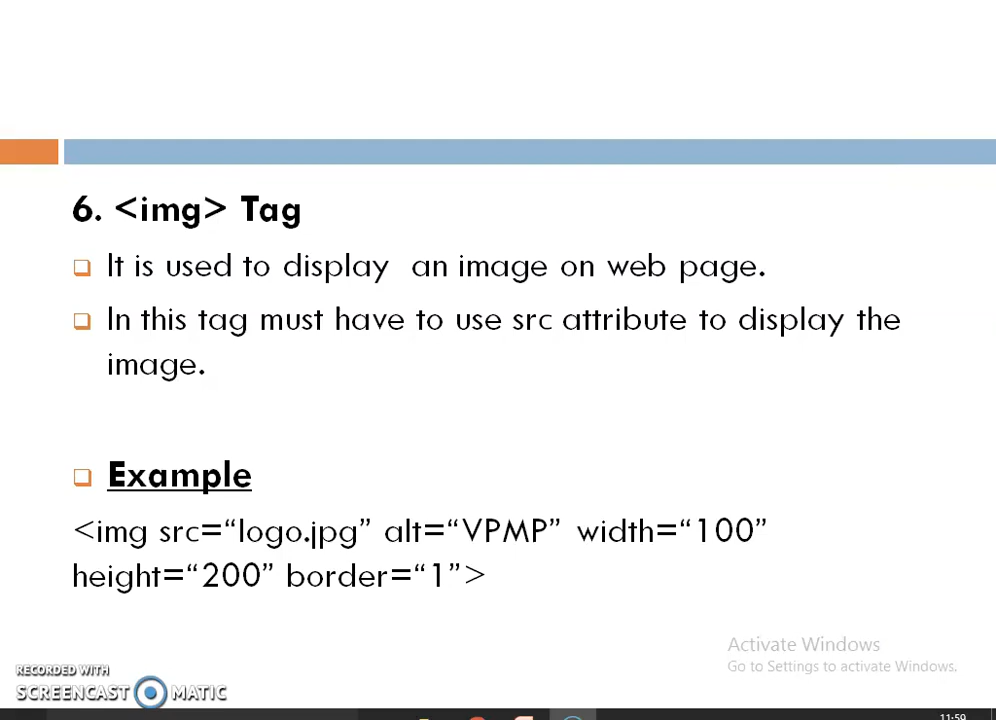 6. <img> Tag
It is used to display  an image on web page.
In this tag must have to use src attribute to display the
image.
Example
<img src=“logo.jpg” alt=“VPMP” width=“100”
height=“200” border=“1”>
Activate Windows
Go to Settings to activate Windows.
RECORDED WITH
SCREENCAST MATIC
11:59